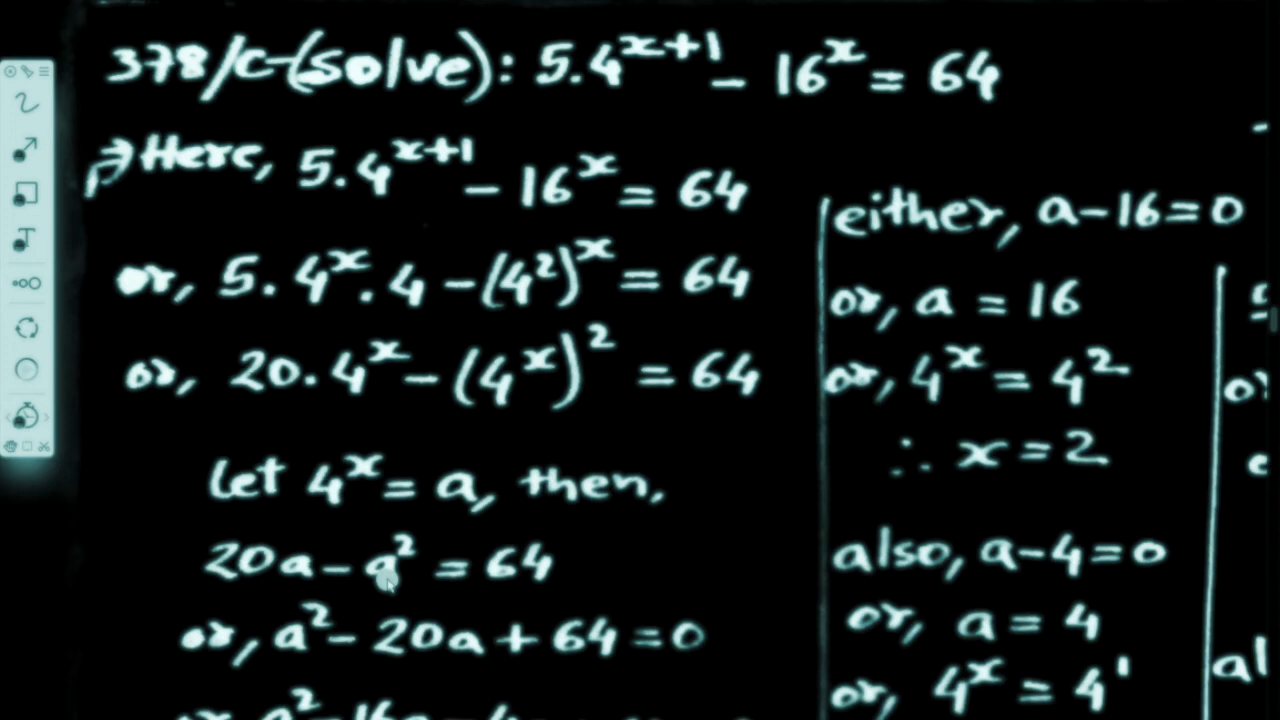 378/C-(solve): 5.4^{x+1} - 16^x = 64
⇒ Here, 5.4^{x+1} - 16^x = 64
or, 5.4^x.4 - (4^2)^x = 64
or, 20.4^x - (4^x)^2 = 64
Let 4^x = a, then,
20a - a^2 = 64
or, a^2 - 20a + 64 = 0
either, a-16=0
or, a = 16
or, 4^x = 4^2
∴ x = 2
also, a-4=0
or, a = 4
or, 4^x = 4^1